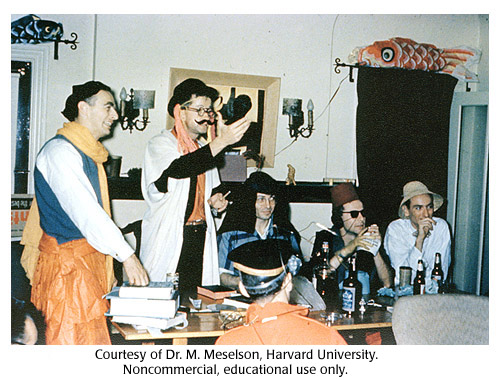 Courtesy of Dr. M. Meselson, Harvard University.
Noncommercial, educational use only.